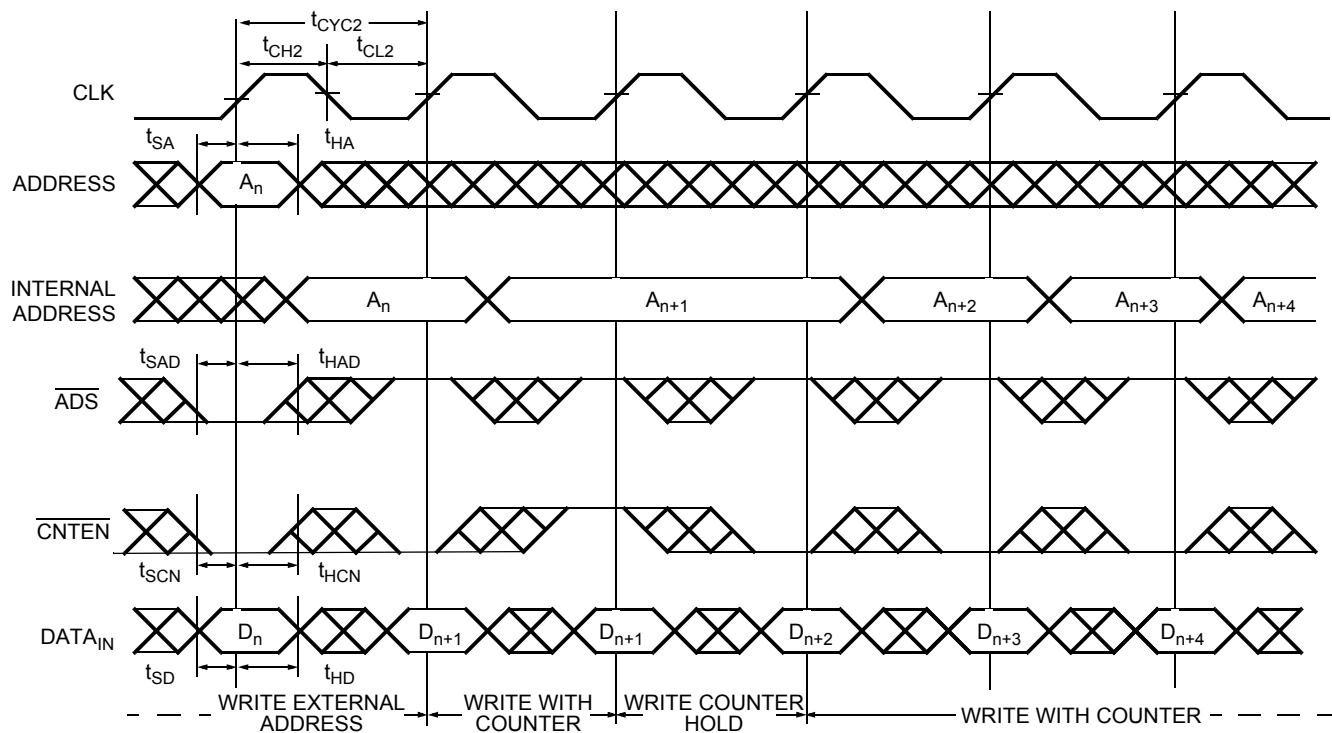 tCYC2
tCH2 tCL2
CLK
tSA tHA
ADDRESS An
INTERNAL
ADDRESS
An An+1 An+2 An+3 An+4
tSAD tHAD
ADS
CNTEN
tSCN tHCN
DATAIN Dn Dn+1 Dn+1 Dn+2 Dn+3 Dn+4
tSD tHD
WRITE EXTERNAL
ADDRESS
WRITE WITH
COUNTER
WRITE COUNTER
HOLD
WRITE WITH COUNTER